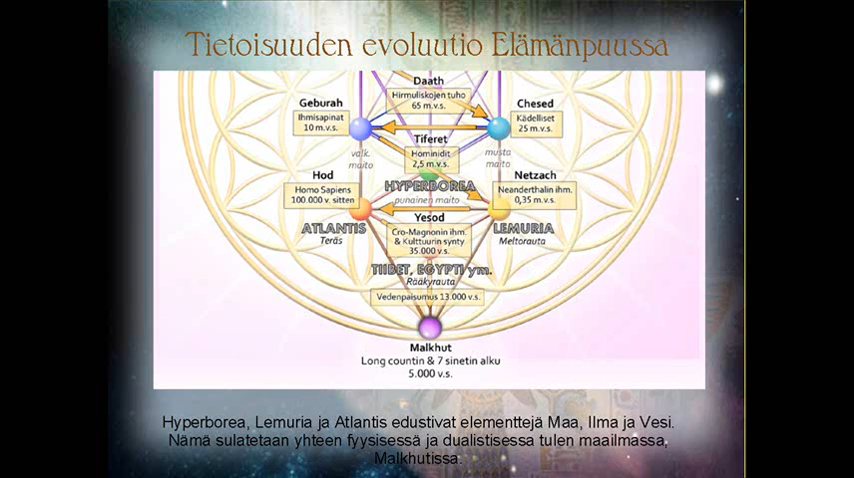 Tietoisuuden evoluutio Elämänpuussa
Daath
Hirmuliskojen tuho
65 m.v.s.
Geburah
Ihmisapinat
10 m.v.s.
Chesed
Kädelliset
25 m.v.s.
Tiferet
Hominidit
2,5 m.v.s.
valk.
maito
musta
maito
HYPERBOREA
punainen maito
Hod
Homo Sapiens
100.000 v. sitten
Netzach
Neanderthalin ihm.
0,35 m.v.s.
ATLANTIS
Teräs
Yesod
Cro-Magnonin ihm.
& Kulttuurin synty
35.000 v.s.
LEMURIA
Meltorauta
TIIBET, EGYPTI ym.
Rääkyrauta
Vedenpaisumus 13.000 v.s.
Malkhut
Long countin & 7 sinetin alku
5.000 v.s.
Hyperborea, Lemuria ja Atlantis edustivat elementtejä Maa, Ilma ja Vesi.
Nämä sulatetaan yhteen fyysisessä ja dualistisessa tulen maailmassa,
Malkhutissa.